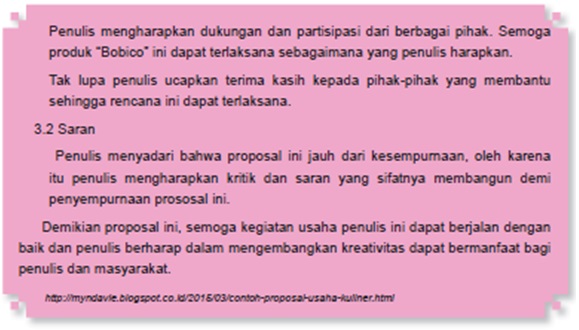 Penulis mengharapkan dukungan dan partisipasi dari berbagai pihak. Semoga
produk "Bobico" ini dapat terlaksana sebagaimana yang penulis harapkan.
Tak lupa penulis ucapkan terima kasih kepada pihak-pihak yang membantu
sehingga rencana ini dapat terlaksana.
3.2 Saran
Penulis menyadari bahwa proposal ini jauh dari kesempurnaan, oleh karena
itu penulis mengharapkan kritik dan saran yang sifatnya membangun demi
penyempurnaan prososal ini.
Demikian proposal ini, semoga kegiatan usaha penulis ini dapat berjalan dengan
baik dan penulis berharap dalam mengembangkan kreativitas dapat bermanfaat bagi
penulis dan masyarakat.
http://myndavie.blogspot.co.id/2016/03/contoh-proposal-usaha-kuliner.html